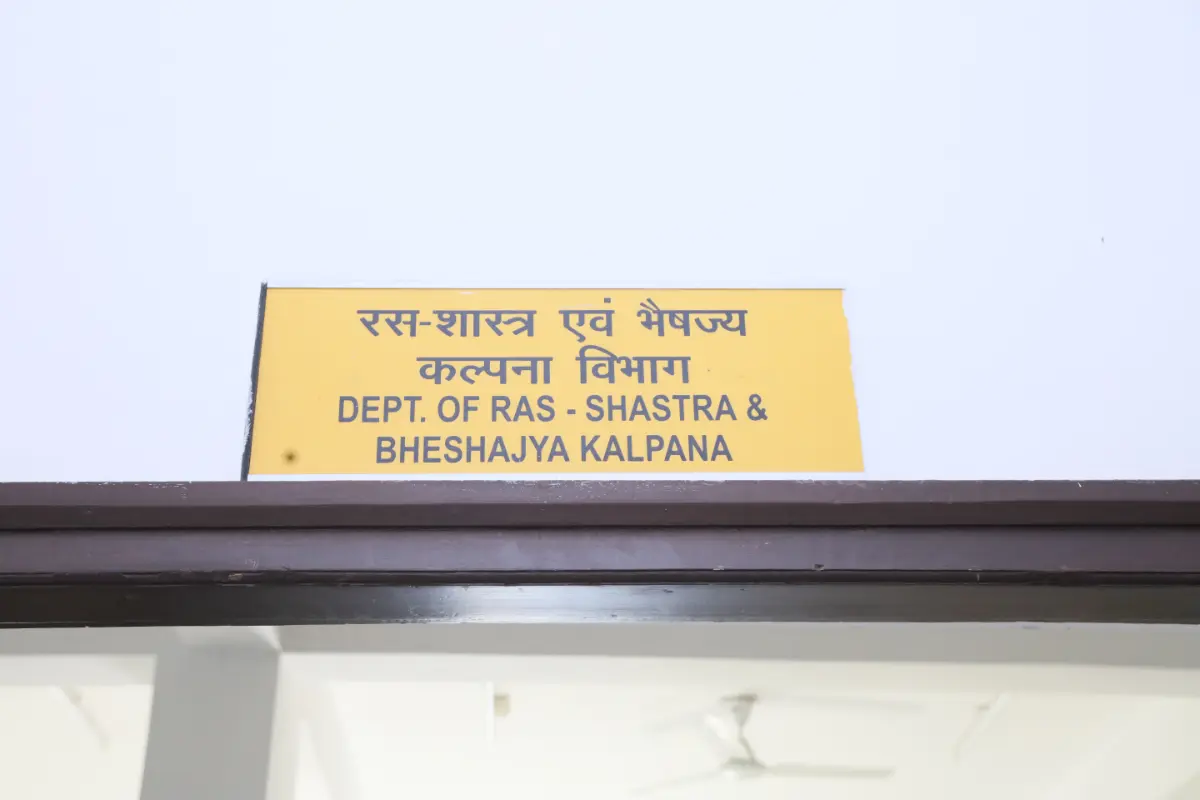 रस-शास्त्र एवं भैषज्य
कल्पना विभाग
DEPT. OF RAS - SHASTRA &
BHESHAJYA KALPANA